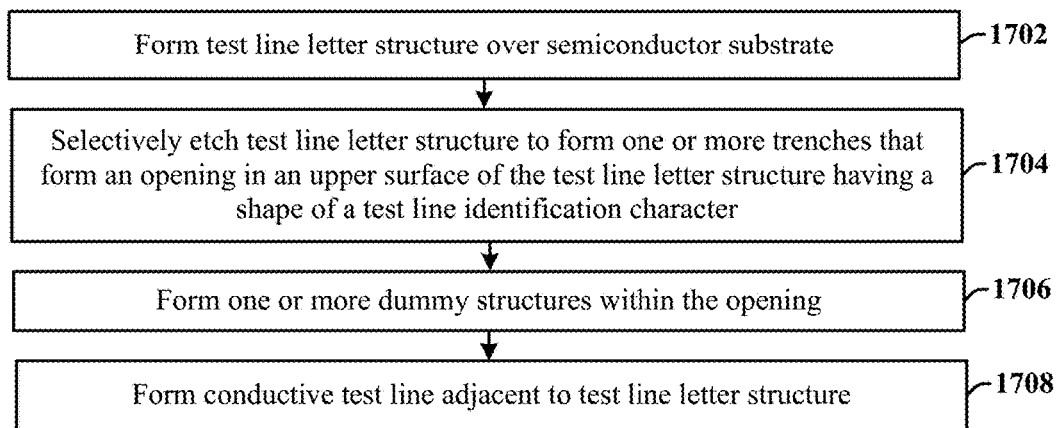 Form test line letter structure over semiconductor substrate
1702
Selectively etch test line letter structure to form one or more trenches that
form an opening in an upper surface of the test line letter structure having a
shape of a test line identification character
1704
Form one or more dummy structures within the opening
1706
Form conductive test line adjacent to test line letter structure
1708